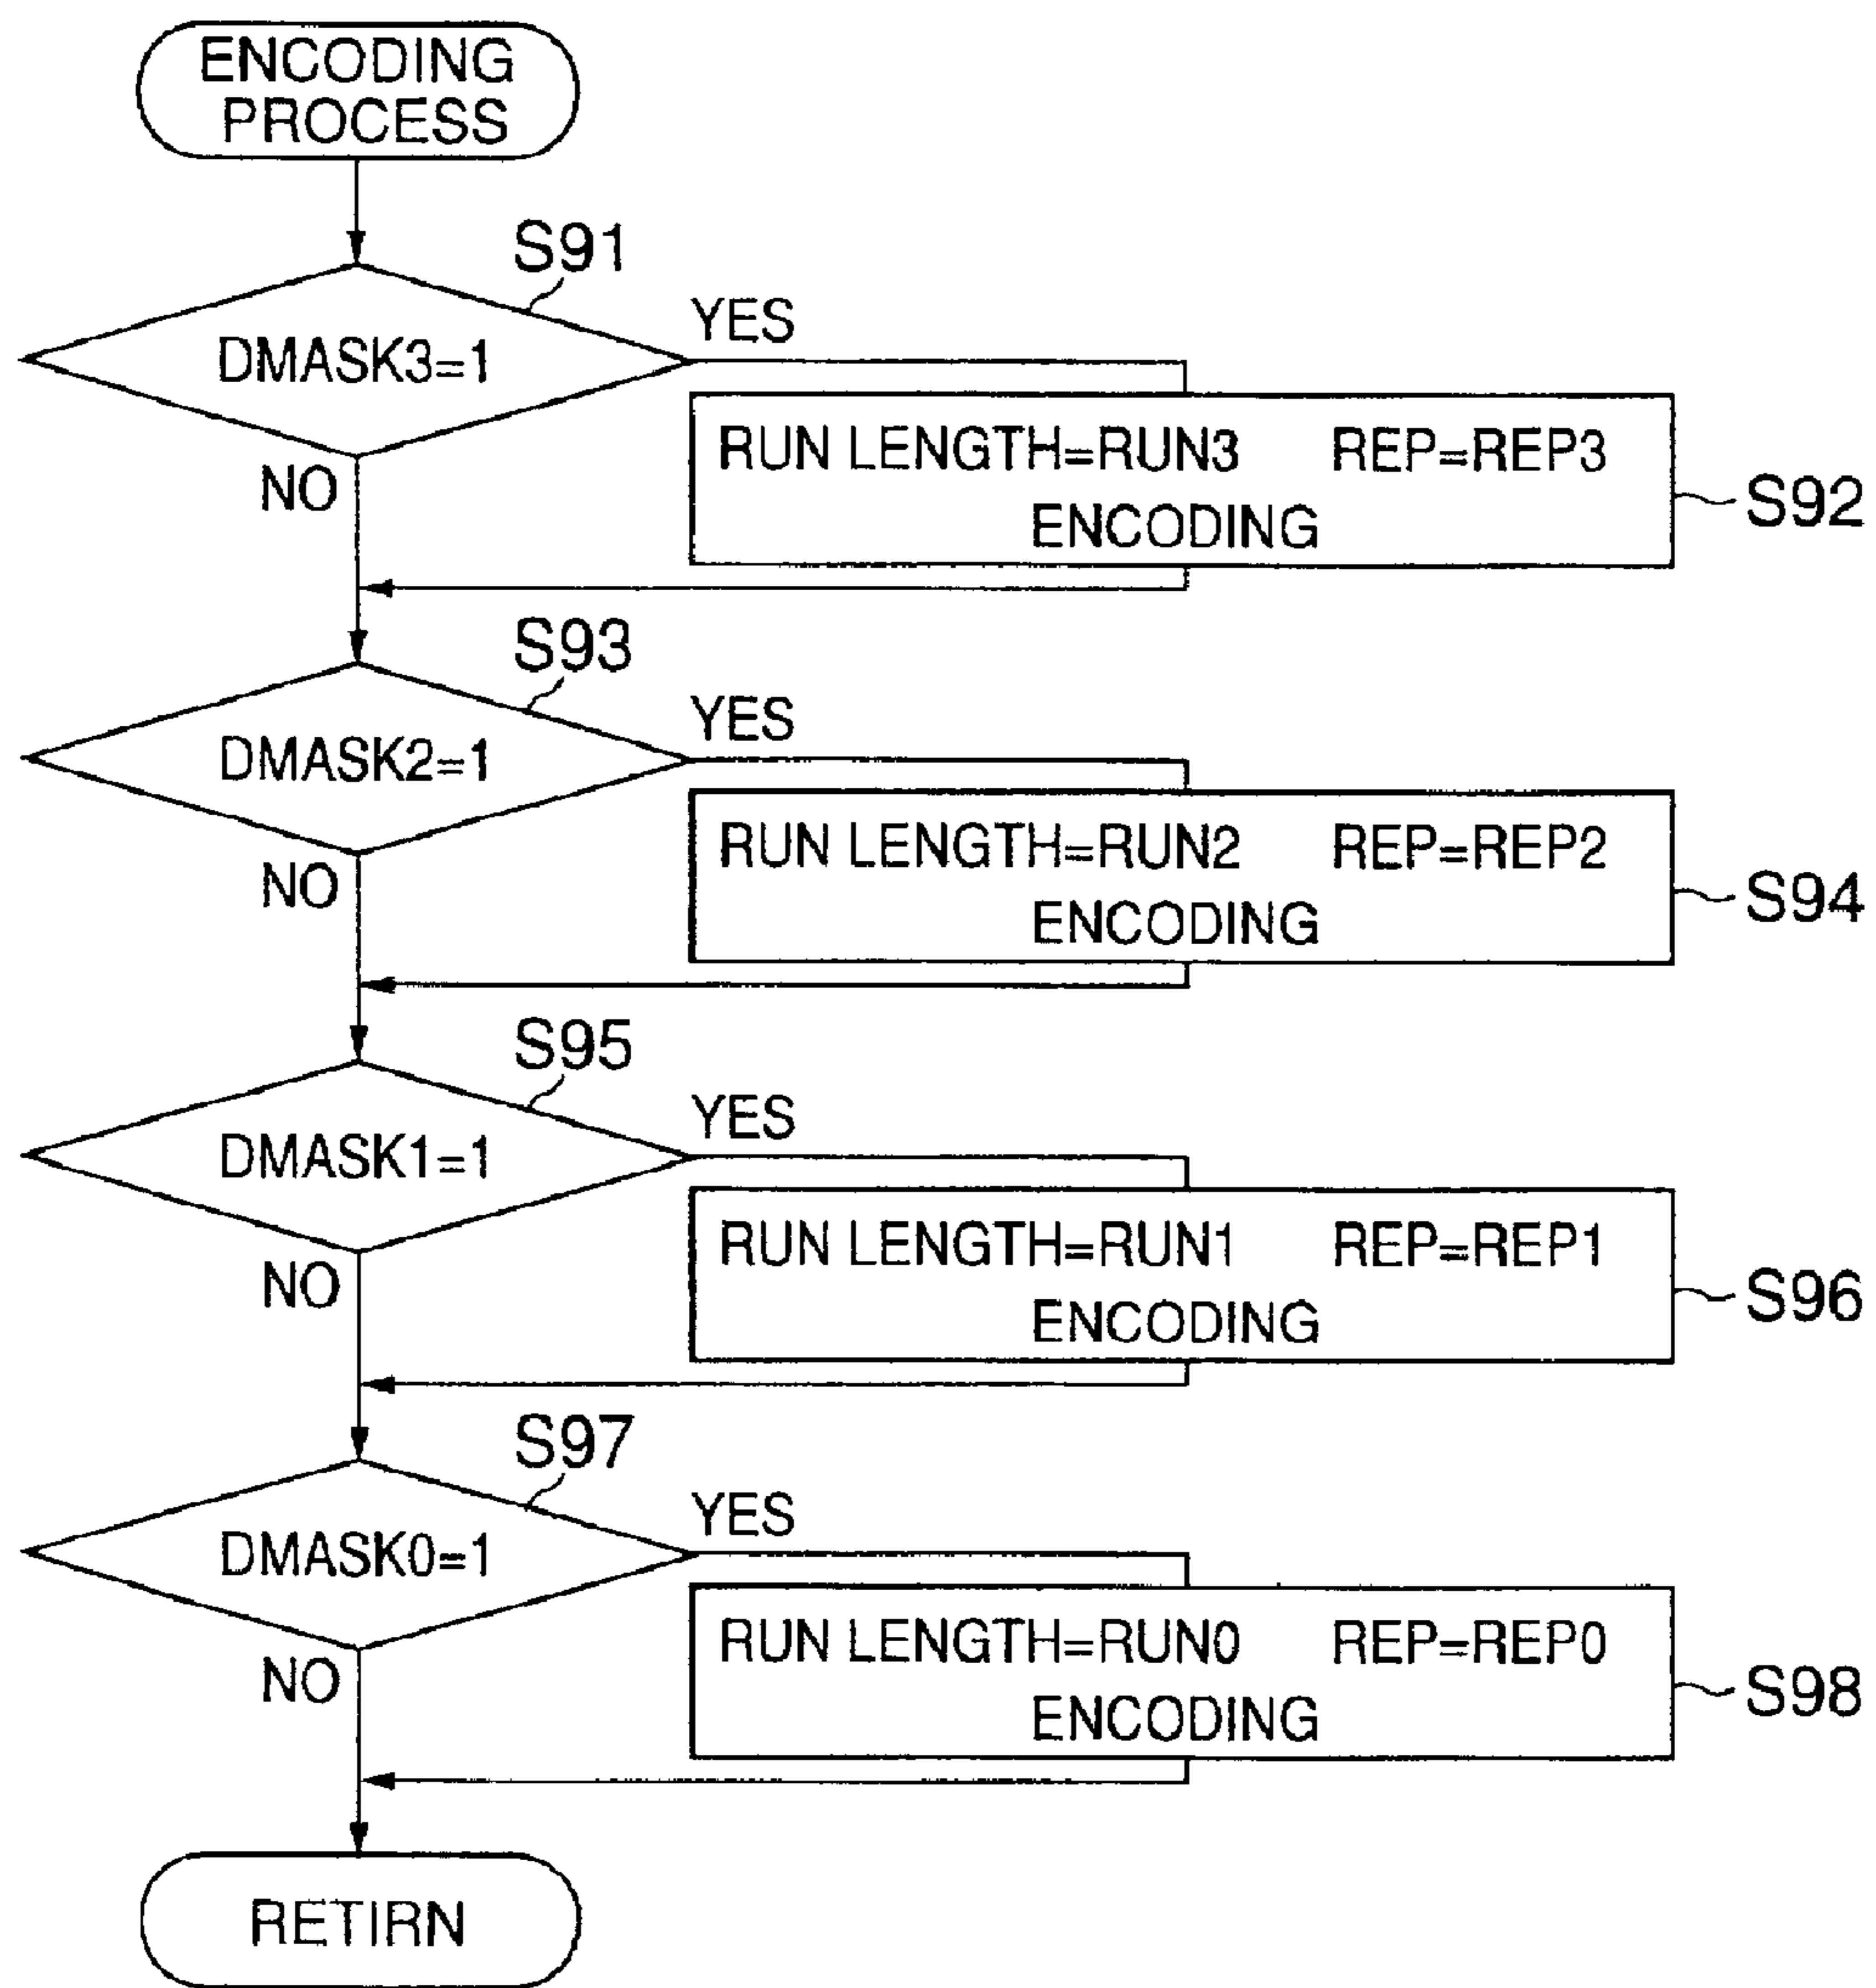 ENCODING
PROCESS
S91
DMASK3=1
YES
NO
RUN LENGTH=RUN3 REP=REP3
ENCODING
S92
S93
DMASK2=1
YES
NO
RUN LENGTH=RUN2 REP=REP2
ENCODING
S94
S95
DMASK1=1
YES
NO
RUN LENGTH=RUN1 REP=REP1
ENCODING
S96
S97
DMASK0=1
YES
NO
RUN LENGTH=RUN0 REP=REP0
ENCODING
S98
RETIRN